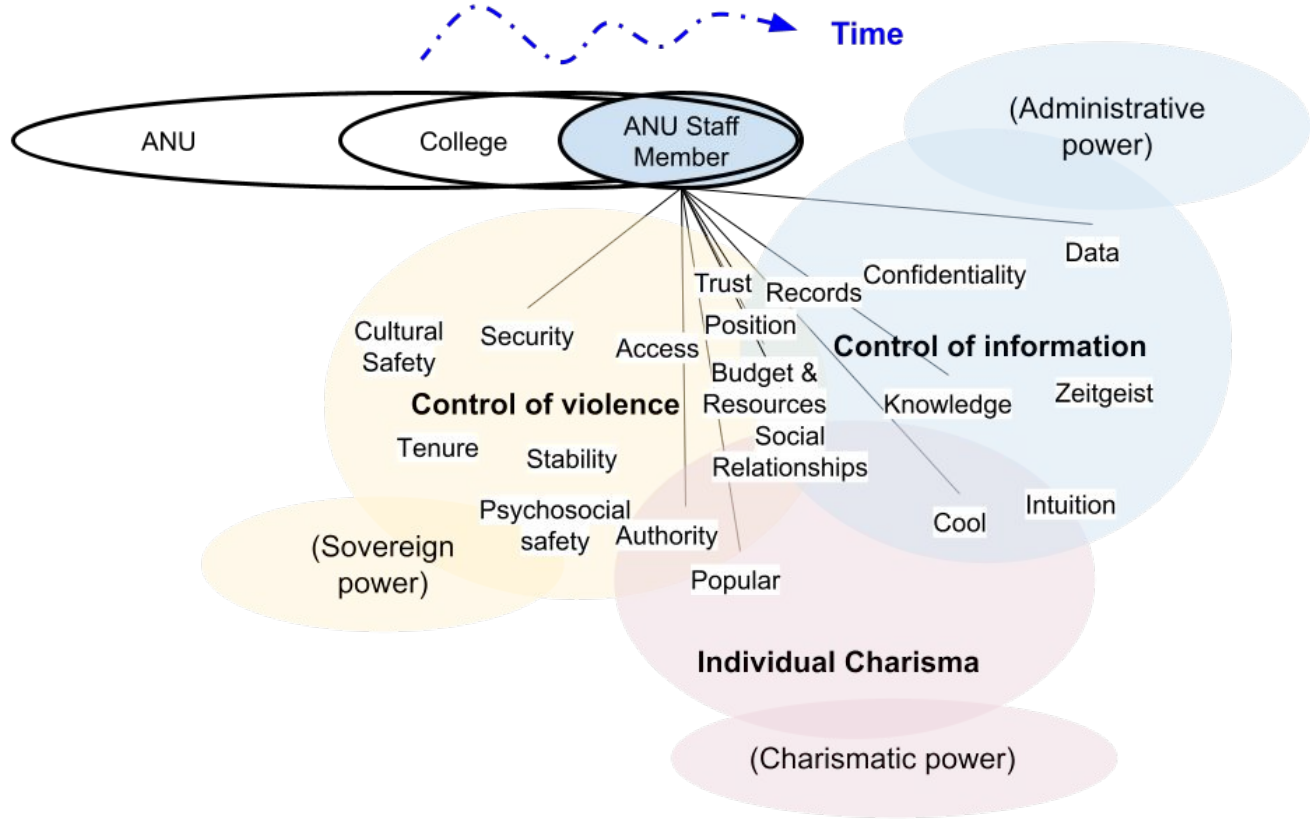 Time
ANU
College
ANU Staff
Member
(Administrative
power)
Data
Confidentiality
Trust
Records
Position
Cultural
Safety
Security
Access
Control of information
Budget &
Resources
Zeitgeist
Control of violence
Knowledge
Social
Relationships
Tenure
Stability
Psychosocial
safety
Authority
Cool
Intuition
(Sovereign
power)
Popular
Individual Charisma
(Charismatic power)